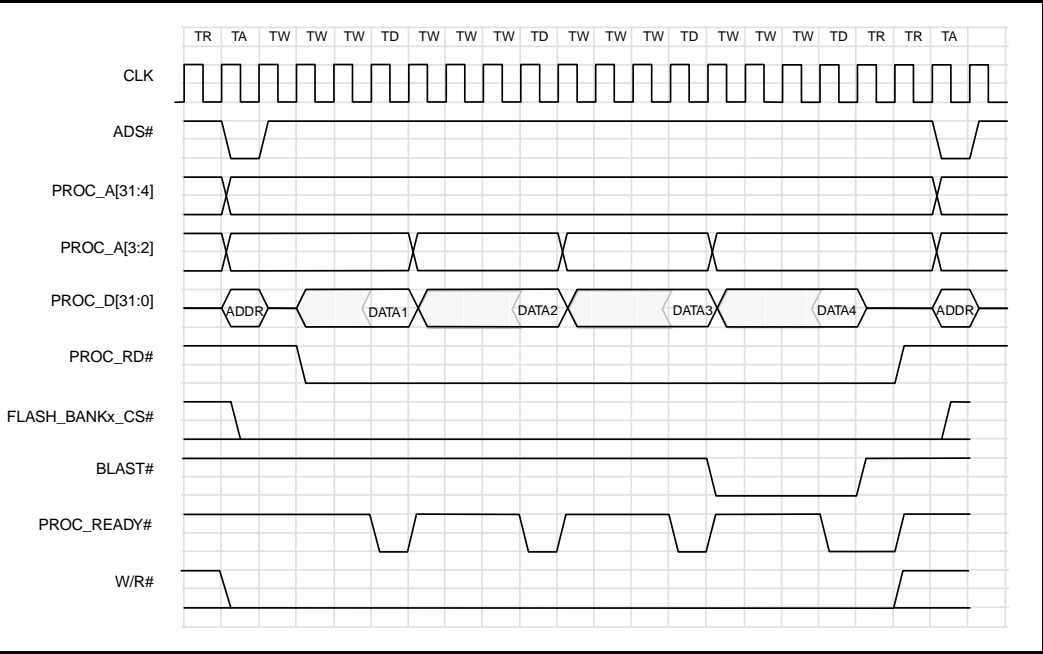 TR TA TW TW TW TD TW TW TW TD TW TW TW TD TW TW TW TD TR TR TA
CLK
ADS#
PROC_A[31:4]
PROC_A[3:2]
PROC_D[31:0] ADDR DATA1 DATA2 DATA3 DATA4 ADDR
PROC_RD#
FLASH_BANKx_CS#
BLAST#
PROC_READY#
W/R#